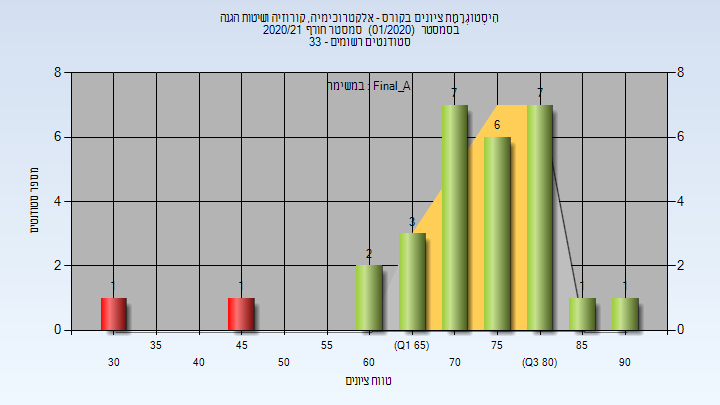 היסטוגרמת ציונים בקורס - אלקטרוכימיה, קורוזיה ושיטות הגנה
בסמסטר (01/2020) סמסטר חורף 2020/21
סטודנטים רשומים - 33
במשימה : Final_A
מספר סטודנטים
8 8
6 6
4 4
2 2
0 0
1 1 2 3 7 6 7 1 1
35 45 55 (Q1 65) 75 85
30 40 50 60 70 (Q3 80) 90
טווח ציונים